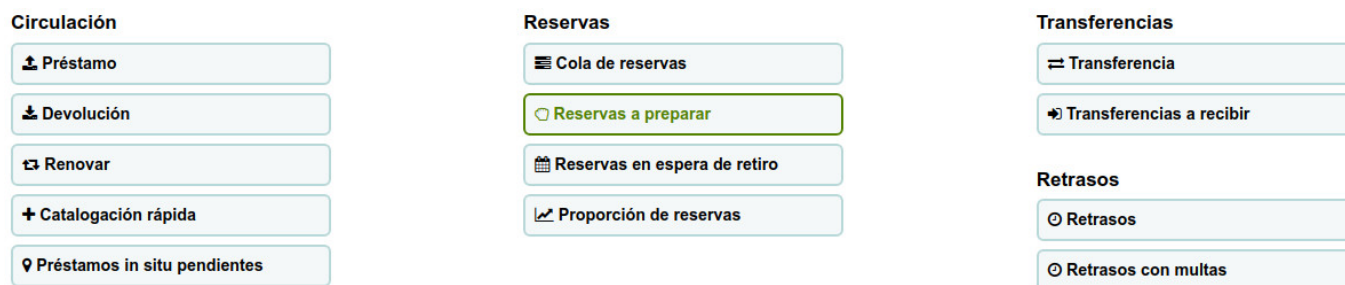 Circulación
Préstamo
Devolución
Renovar
Catalogación rápida
Préstamos in situ pendientes
Reservas
Cola de reservas
Reservas a preparar
Reservas en espera de retiro
Proporción de reservas
Transferencias
Transferencia
Transferencias a recibir
Retrasos
Retrasos
Retrasos con multas